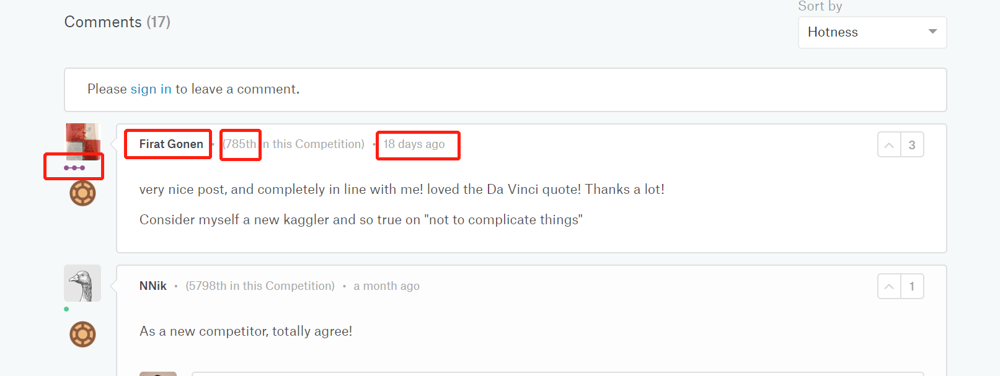 Sort by
Comments (17)
Hotness
Please sign in to leave a comment.
Firat Gonen • (785th in this Competition) • 18 days ago
3
very nice post, and completely in line with me! loved the Da Vinci quote! Thanks a lot!
Consider myself a new kaggler and so true on "not to complicate things"
NNik • (5798th in this Competition) • a month ago
1
As a new competitor, totally agree!